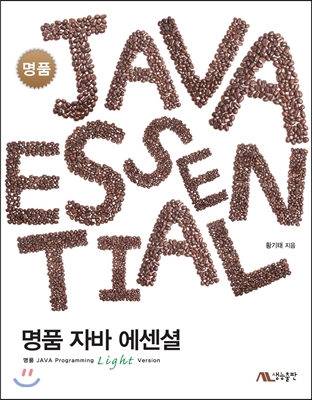 명품
JAVA
ESSEN
TIAL
황기태 지음
명품 자바 에센셜
명품 JAVA Programming Light Version
생능출판